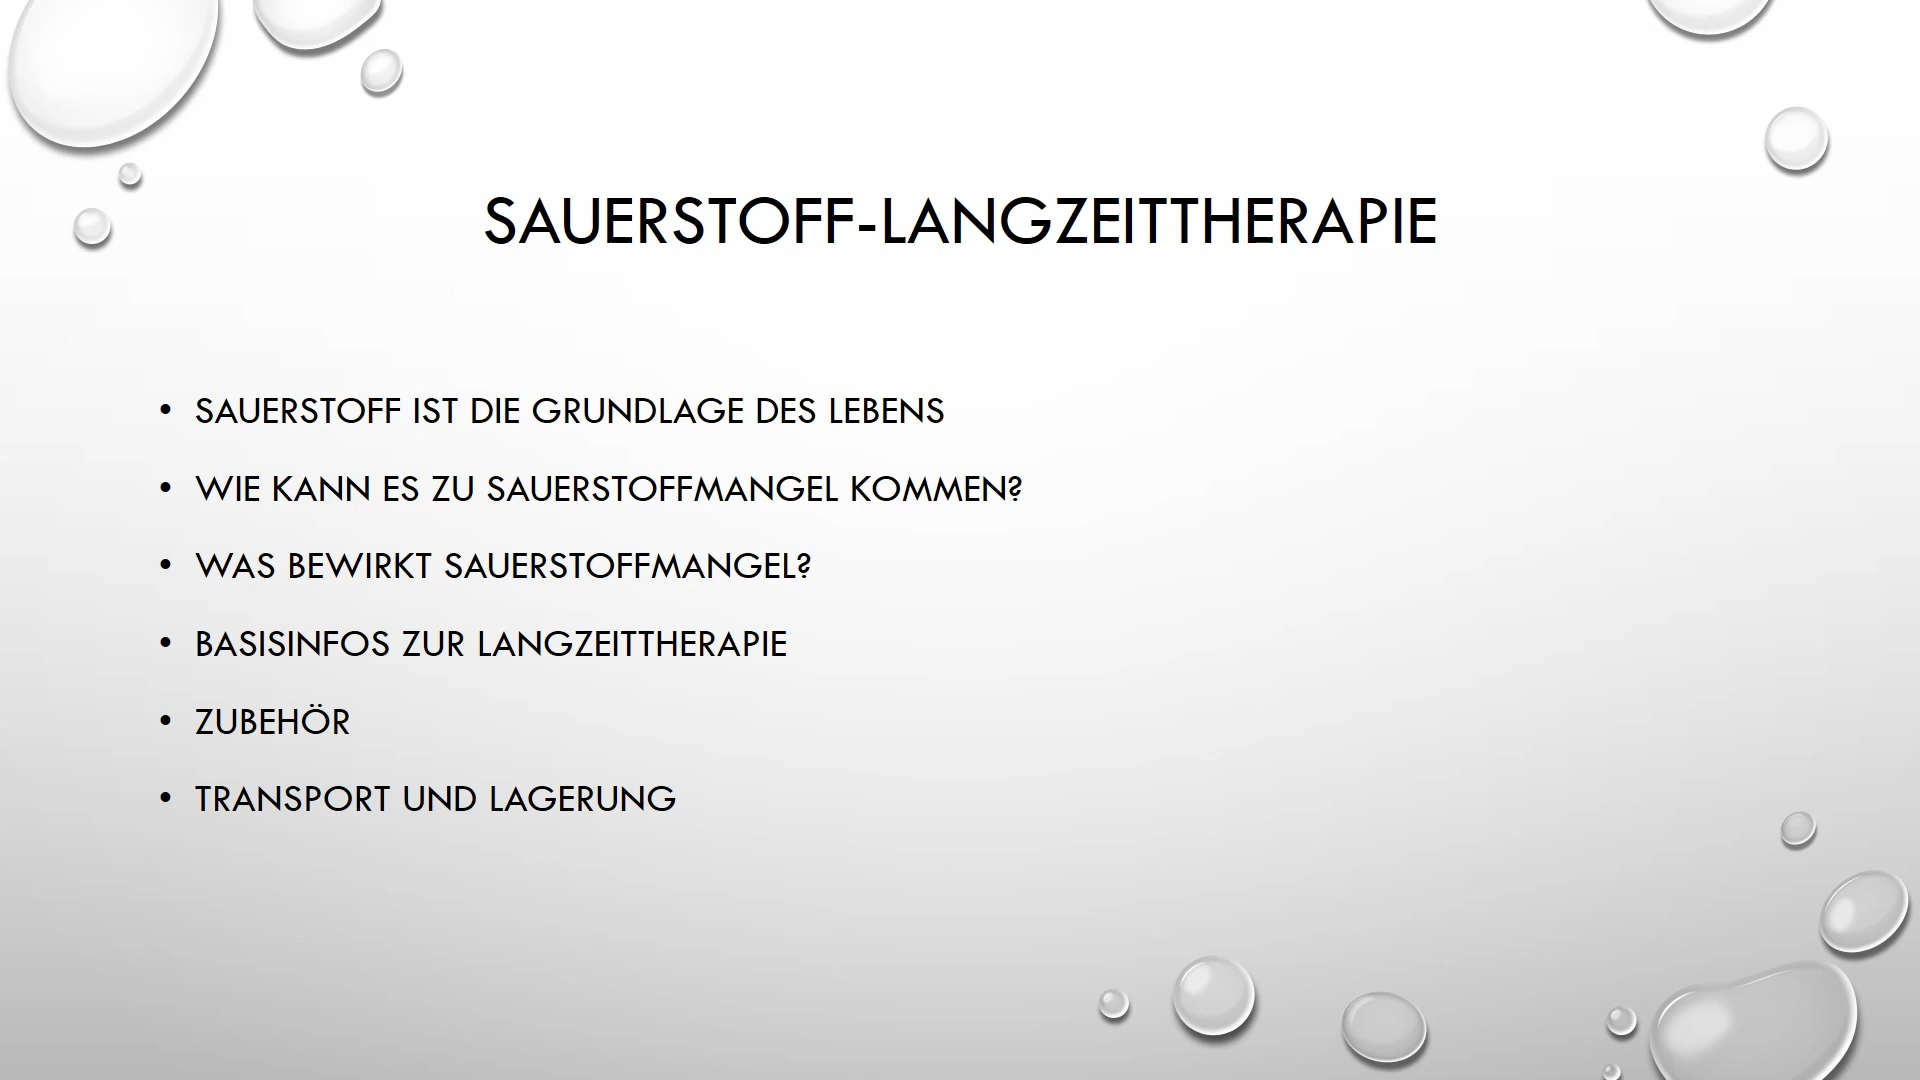 SAUERSTOFF-LANGZEITTHERAPIE
• SAUERSTOFF IST DIE GRUNDLAGE DES LEBENS
• WIE KANN ES ZU SAUERSTOFFMANGEL KOMMEN?
• WAS BEWIRKT SAUERSTOFFMANGEL?
• BASISINFOS ZUR LANGZEITTHERAPIE
• ZUBEHÖR
• TRANSPORT UND LAGERUNG